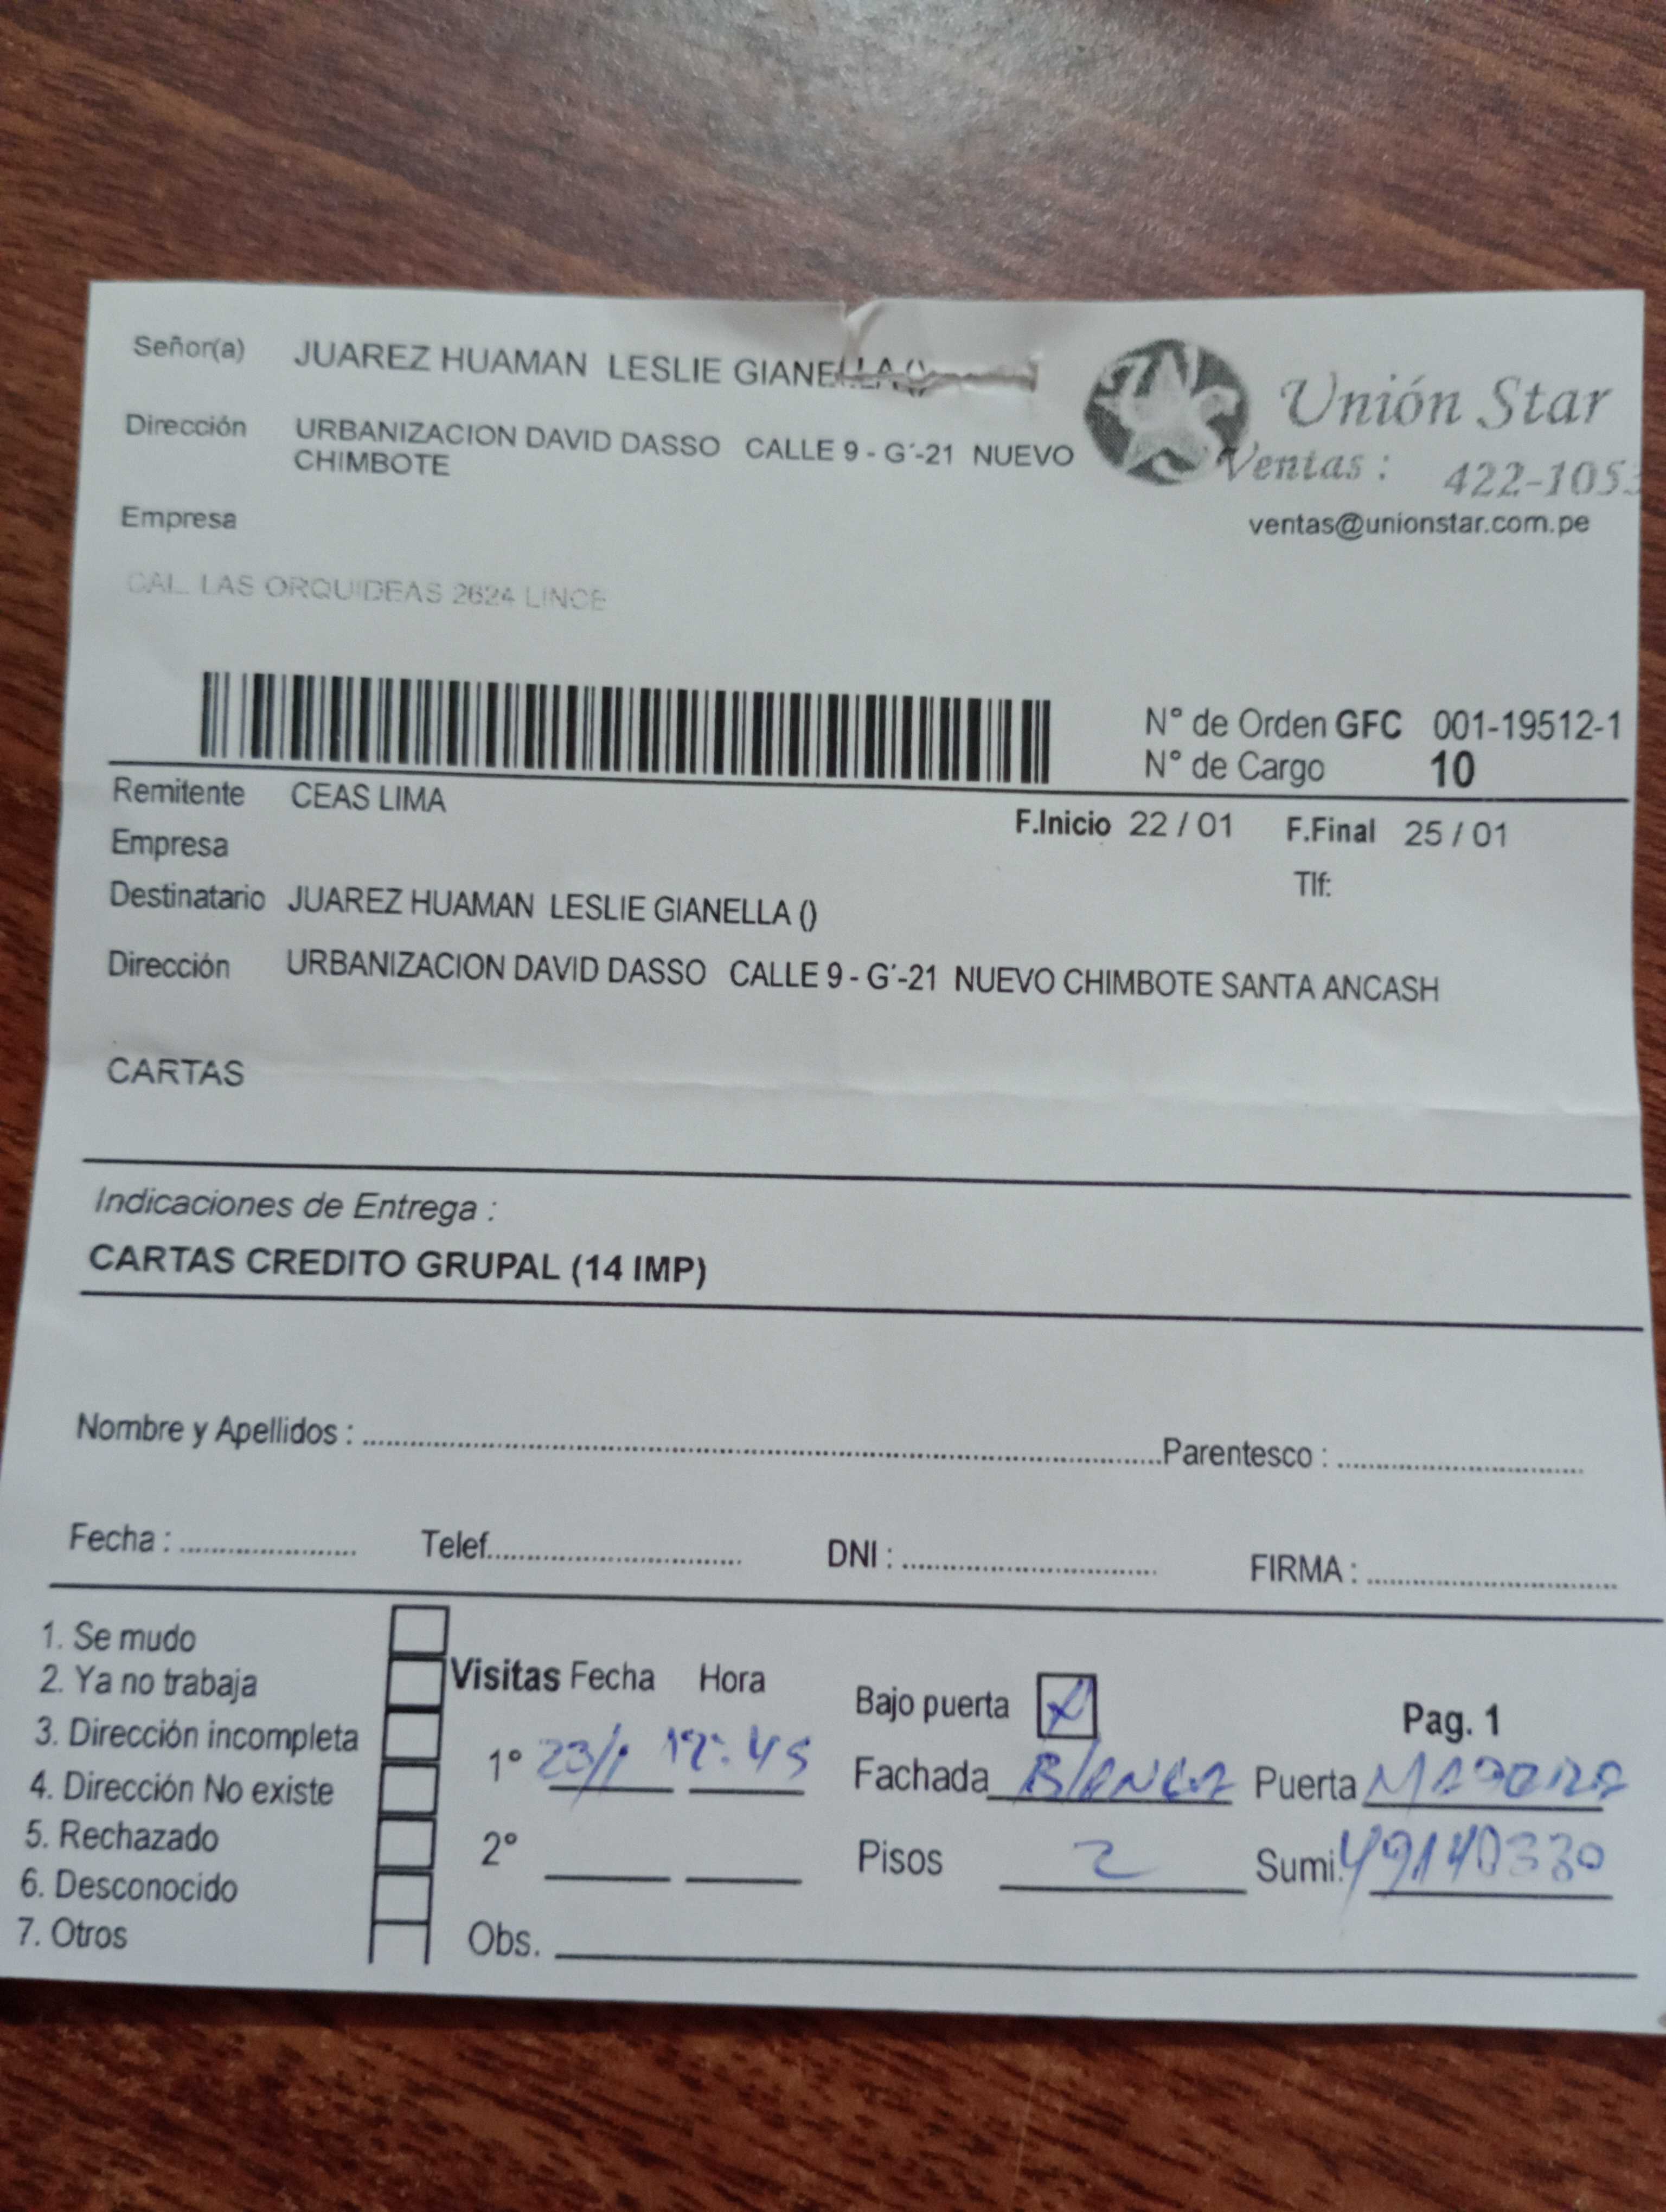 Señor(a) JUAREZ HUAMAN LESLIE GIANELLA ()
Dirección URBANIZACION DAVID DASSO CALLE 9 - G´-21 NUEVO
CHIMBOTE
Unión Star
Ventas : 422-1053
ventas@unionstar.com.pe
Empresa
CAL. LAS ORQUIDEAS 2624 LINCE
N° de Orden GFC 001-19512-1
N° de Cargo 10
Remitente CEAS LIMA
F.Inicio 22 / 01 F.Final 25 / 01
Empresa
Tlf:
Destinatario JUAREZ HUAMAN LESLIE GIANELLA ()
Dirección URBANIZACION DAVID DASSO CALLE 9 - G´-21 NUEVO CHIMBOTE SANTA ANCASH
CARTAS
Indicaciones de Entrega :
CARTAS CREDITO GRUPAL (14 IMP)
Nombre y Apellidos : Parentesco :
Fecha : Telef. DNI : FIRMA :
1. Se mudo
2. Ya no trabaja
3. Dirección incompleta
4. Dirección No existe
5. Rechazado
6. Desconocido
7. Otros
Visitas Fecha Hora
1° 23/1 12:45
2°
Obs.
Bajo puerta X
Pag. 1
Fachada BLANCA Puerta MADERA
Pisos 2 Sumi. 49140330